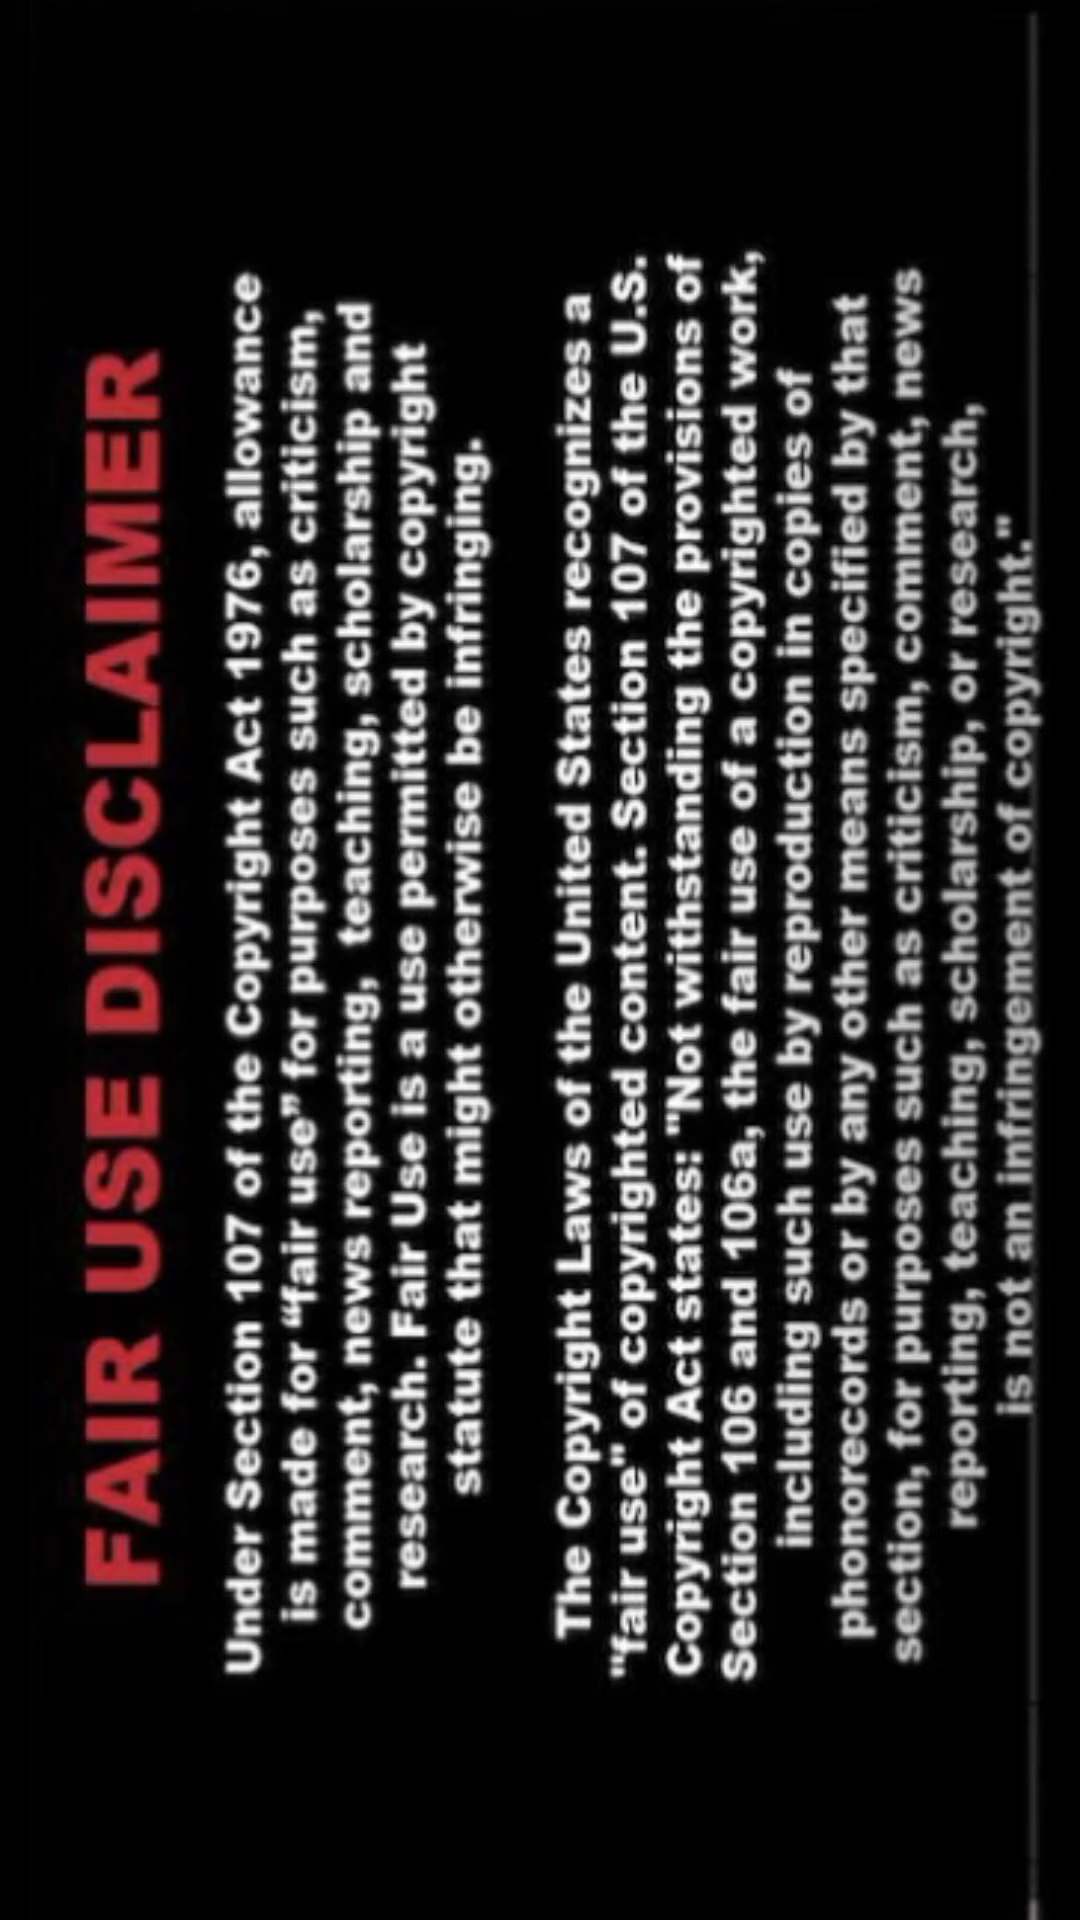 FAIR USE DISCLAIMER
Under Section 107 of the Copyright Act 1976, allowance
is made for “fair use” for purposes such as criticism,
comment, news reporting, teaching, scholarship and
research. Fair Use is a use permitted by copyright
statute that might otherwise be infringing.
The Copyright Laws of the United States recognizes a
"fair use" of copyrighted content. Section 107 of the U.S.
Copyright Act states: "Not withstanding the provisions of
Section 106 and 106a, the fair use of a copyrighted work,
including such use by reproduction in copies of
phonorecords or by any other means specified by that
section, for purposes such as criticism, comment, news
reporting, teaching, scholarship, or research,
is not an infringement of copyright."